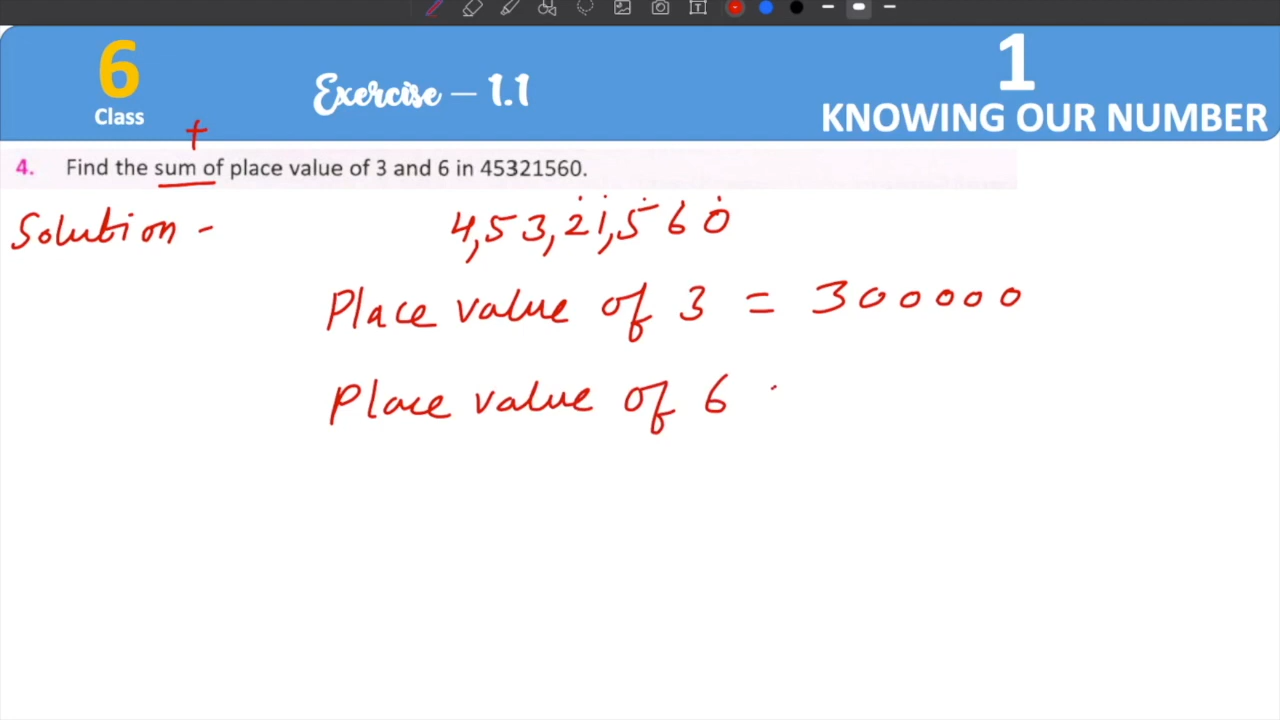 6
Class
Exercise – 1.1
1
KNOWING OUR NUMBER
+
4. Find the sum of place value of 3 and 6 in 45321560.
Solution - 4,53,21,560
Place value of 3 = 300000
Place value of 6